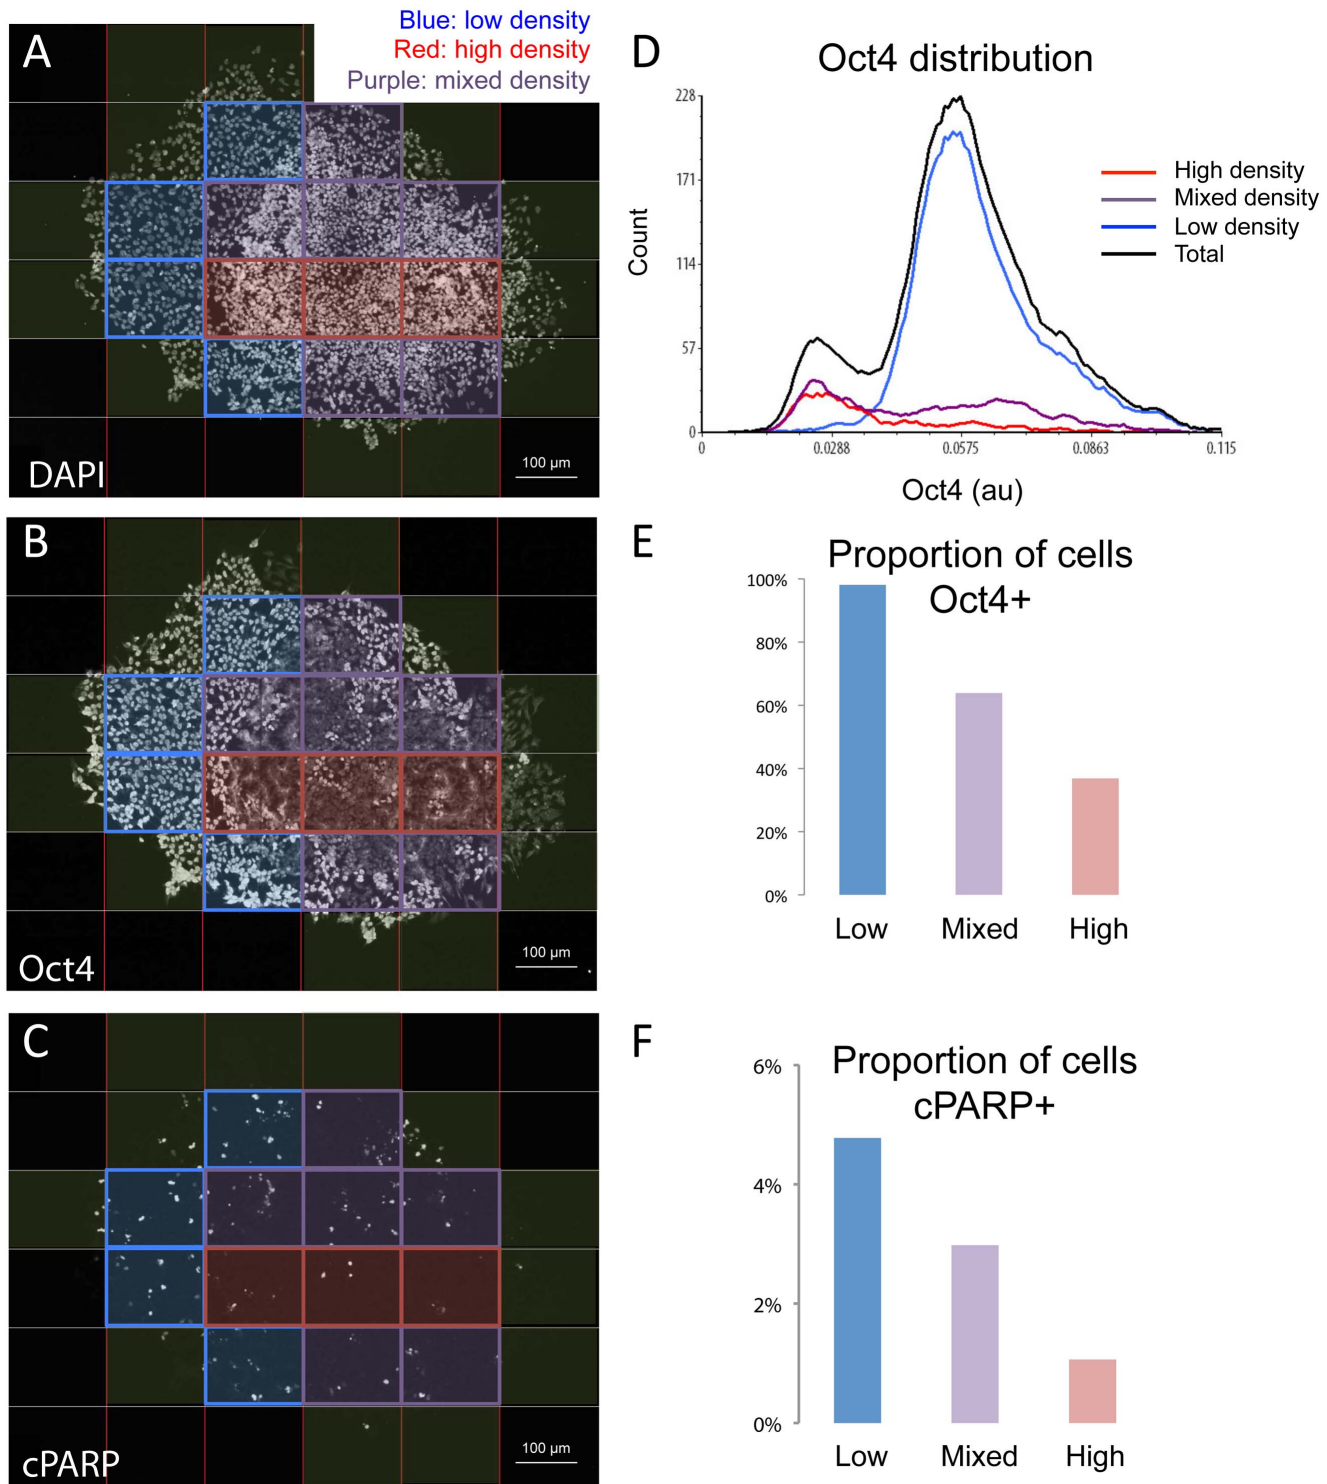 A
Blue: low density
Red: high density
Purple: mixed density
DAPI
100 µm
B
Oct4
100 µm
C
cPARP
100 µm
D
Oct4 distribution
228
171
114
57
0
Count
0
0.0288
0.0575
0.0863
0.115
Oct4 (au)
High density
Mixed density
Low density
Total
E
Proportion of cells
Oct4+
100%
80%
60%
40%
20%
0%
Low
Mixed
High
F
Proportion of cells
cPARP+
6%
4%
2%
0%
Low
Mixed
High